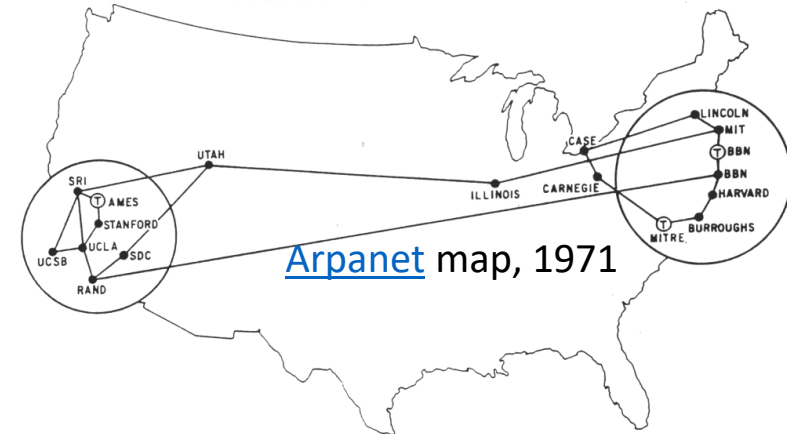 LINCOLN
MIT
CASE
T BBN
UTAH
BBN
SRI
ILLINOIS
CARNEGIE
T AMES
HARVARD
STANFORD
BURROUGHS
T
MITRE
UCLA
SDC
UCSB
Arpanet map, 1971
RAND